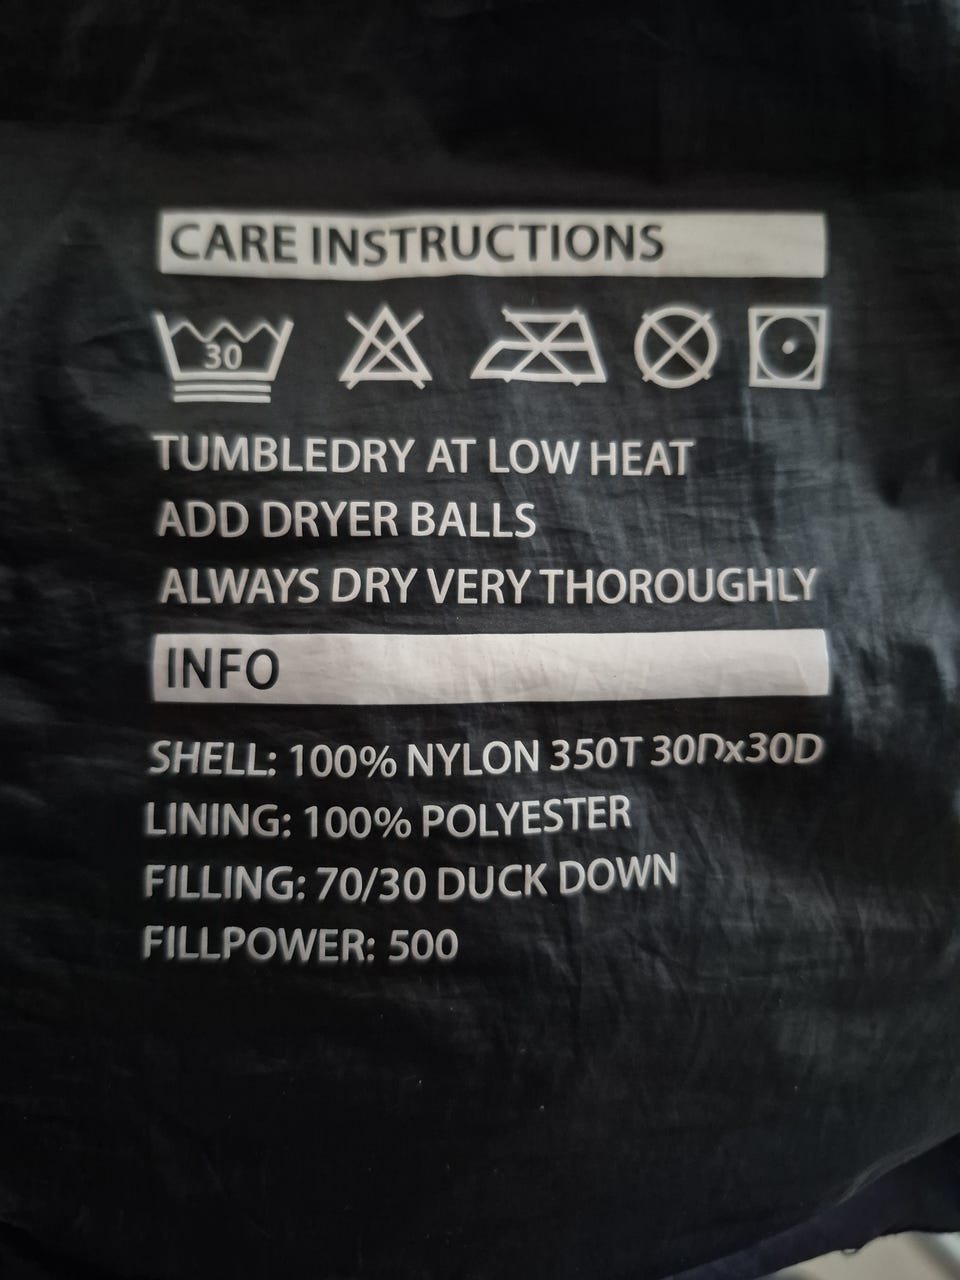 CARE INSTRUCTIONS
30
TUMBLEDRY AT LOW HEAT
ADD DRYER BALLS
ALWAYS DRY VERY THOROUGHLY
INFO
SHELL: 100% NYLON 350T 30Dx30D
LINING: 100% POLYESTER
FILLING: 70/30 DUCK DOWN
FILLPOWER: 500